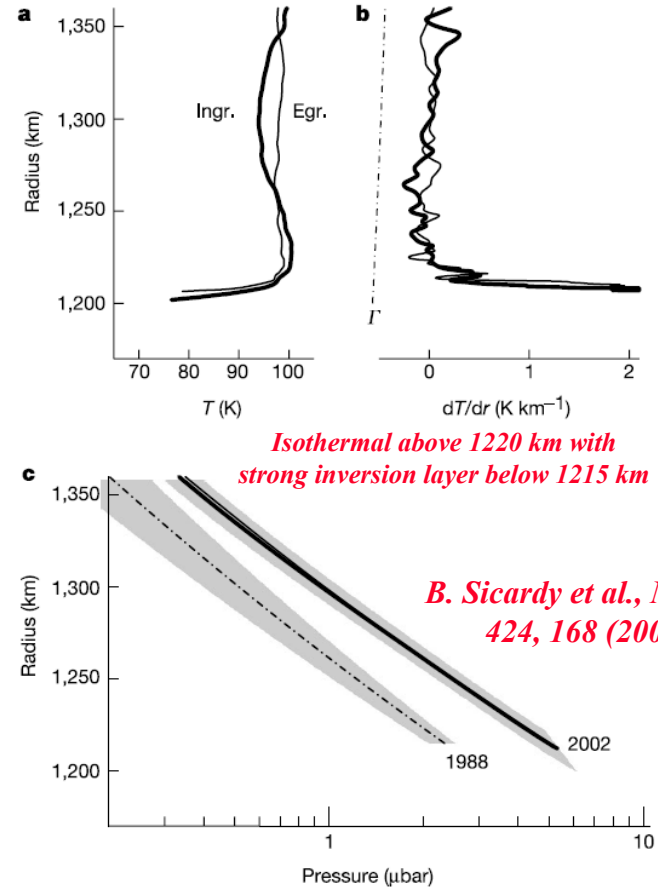 a
b
1,350
1,300
1,250
1,200
Radius (km)
Ingr.
Egr.
Γ
70 80 90 100
0 1 2
T (K)
dT/dr (K km–1)
Isothermal above 1220 km with
strong inversion layer below 1215 km
c
1,350
1,300
1,250
1,200
Radius (km)
B. Sicardy et al.,
424, 168
2002
1988
1 10
Pressure (μbar)